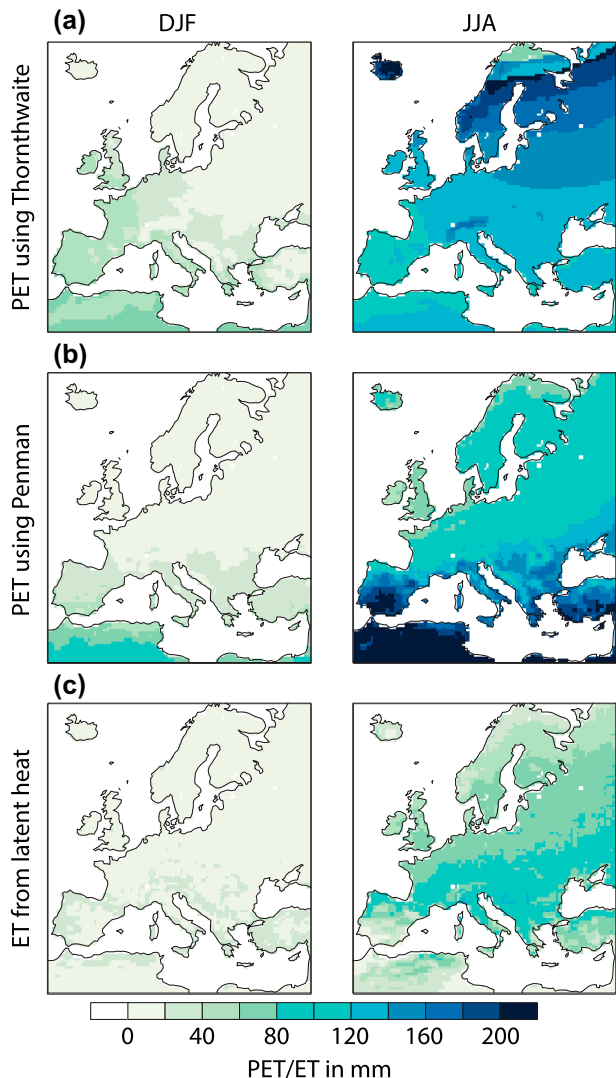 (a)
DJF
JJA
PET using Thornthwaite
(b)
PET using Penman
(c)
ET from latent heat
0 40 80 120 160 200
PET/ET in mm